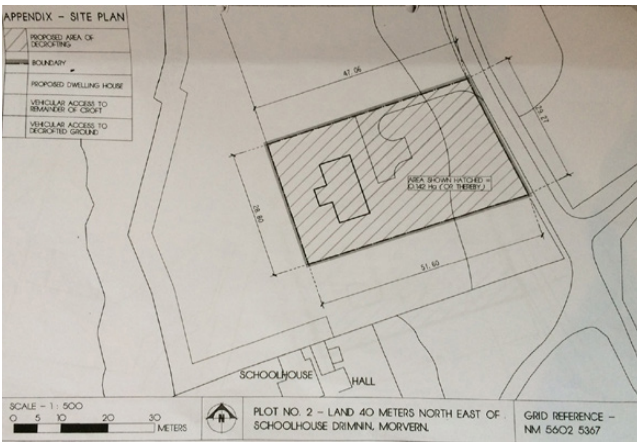 APPENDIX - SITE PLAN
PROPOSED AREA OF
DECROFTING
BOUNDARY
PROPOSED DWELLING HOUSE
VEHICULAR ACCESS TO
REMAINDER OF CROFT
VEHICULAR ACCESS TO
DECROFTED GROUND
47.06
29.27
28.80
AREA SHOWN HATCHED =
0.142 Ha (OR THEREBY)
51.60
SCHOOLHOUSE
HALL
SCALE - 1 : 500
0 5 10 20 30
METERS
PLOT NO. 2 - LAND 40 METERS NORTH EAST OF
SCHOOLHOUSE DRIMNIN, MORVERN.
GRID REFERENCE -
NM 5602 5367